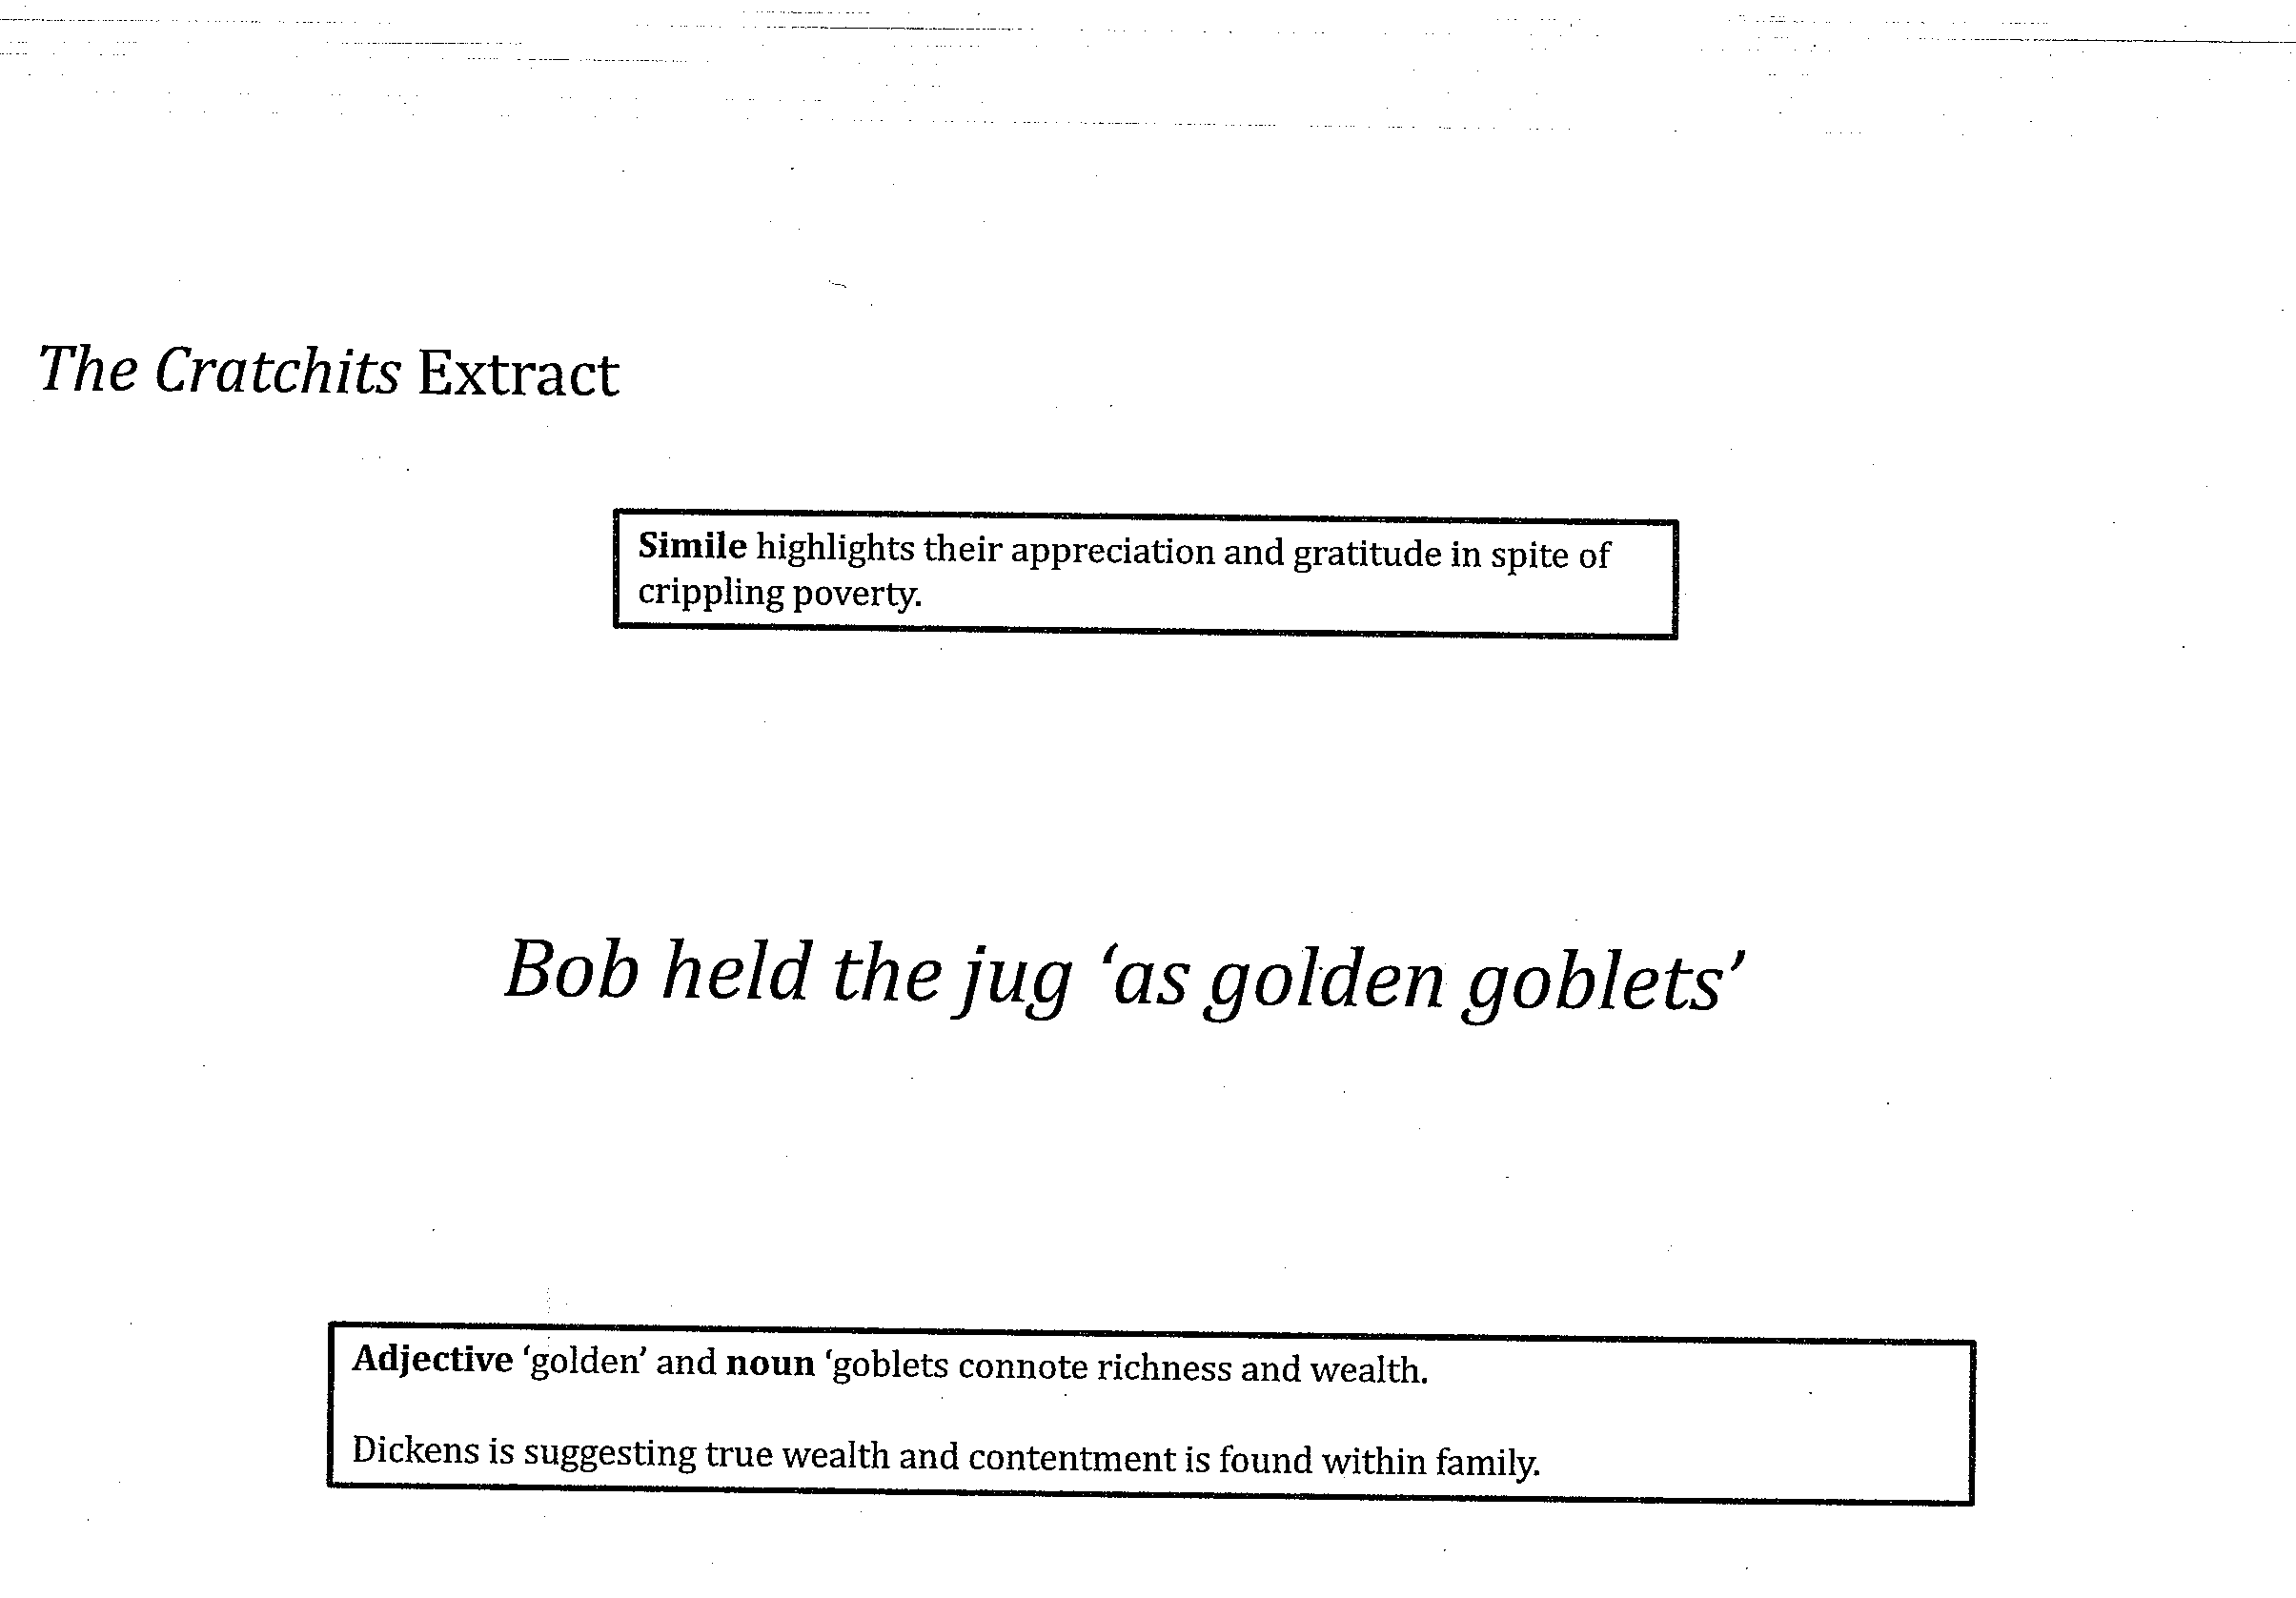 The Cratchits Extract
Simile highlights their appreciation and gratitude in spite of
crippling poverty.
Bob held the jug ‘as golden goblets’
Adjective ‘golden’ and noun ‘goblets connote richness and wealth.
Dickens is suggesting true wealth and contentment is found within family.